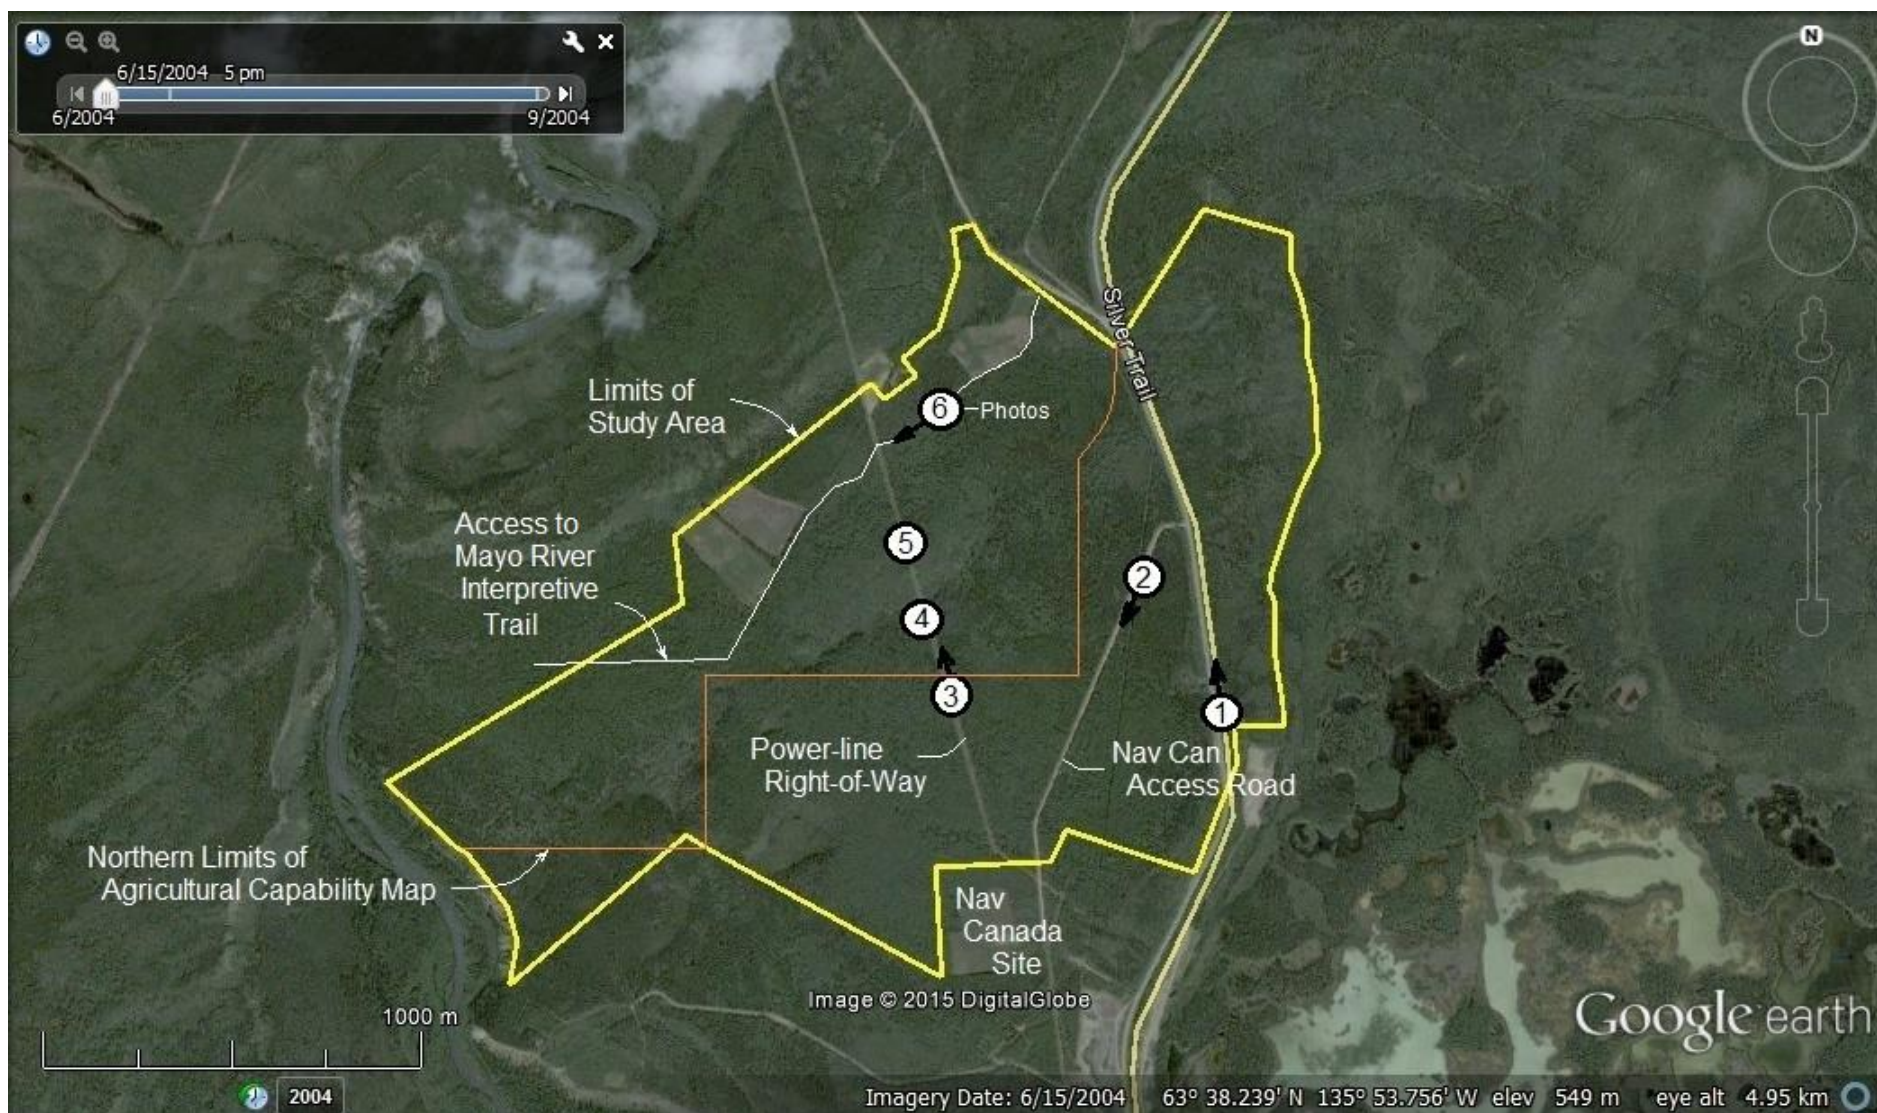 6/15/2004 5 pm
6/2004
9/2004
N
Silver Trail
Limits of
Study Area
6
Photos
Access to
Mayo River
Interpretive
Trail
5
2
4
3
1
Power-line
Right-of-Way
Nav Can
Access Road
Northern Limits of
Agricultural Capability Map
Nav
Canada
Site
Image © 2015 DigitalGlobe
1000 m
Google earth
2004
Imagery Date: 6/15/2004 63° 38.239' N 135° 53.756' W elev 549 m eye alt 4.95 km